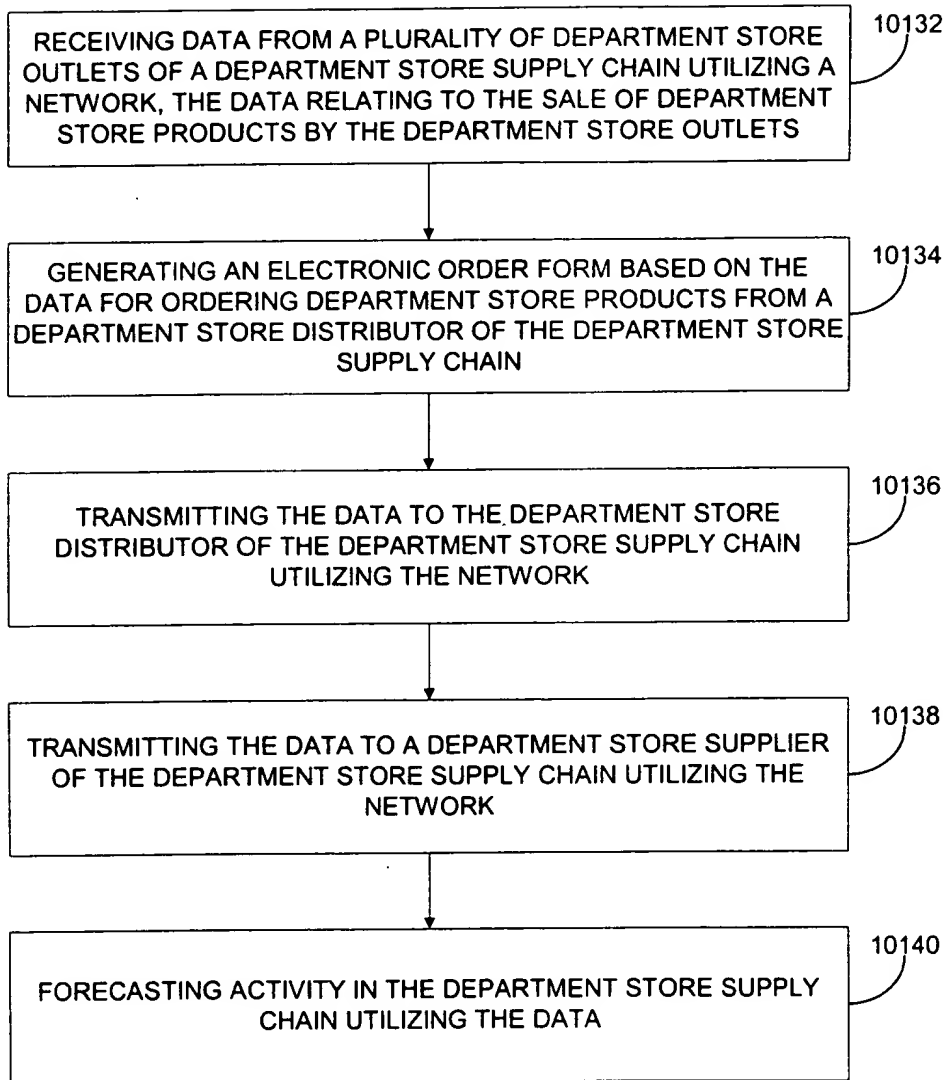 RECEIVING DATA FROM A PLURALITY OF DEPARTMENT STORE
OUTLETS OF A DEPARTMENT STORE SUPPLY CHAIN UTILIZING A
NETWORK, THE DATA RELATING TO THE SALE OF DEPARTMENT
STORE PRODUCTS BY THE DEPARTMENT STORE OUTLETS
10132
GENERATING AN ELECTRONIC ORDER FORM BASED ON THE
DATA FOR ORDERING DEPARTMENT STORE PRODUCTS FROM A
DEPARTMENT STORE DISTRIBUTOR OF THE DEPARTMENT STORE
SUPPLY CHAIN
10134
TRANSMITTING THE DATA TO THE DEPARTMENT STORE
DISTRIBUTOR OF THE DEPARTMENT STORE SUPPLY CHAIN
UTILIZING THE NETWORK
10136
TRANSMITTING THE DATA TO A DEPARTMENT STORE SUPPLIER
OF THE DEPARTMENT STORE SUPPLY CHAIN UTILIZING THE
NETWORK
10138
FORECASTING ACTIVITY IN THE DEPARTMENT STORE SUPPLY
CHAIN UTILIZING THE DATA
10140